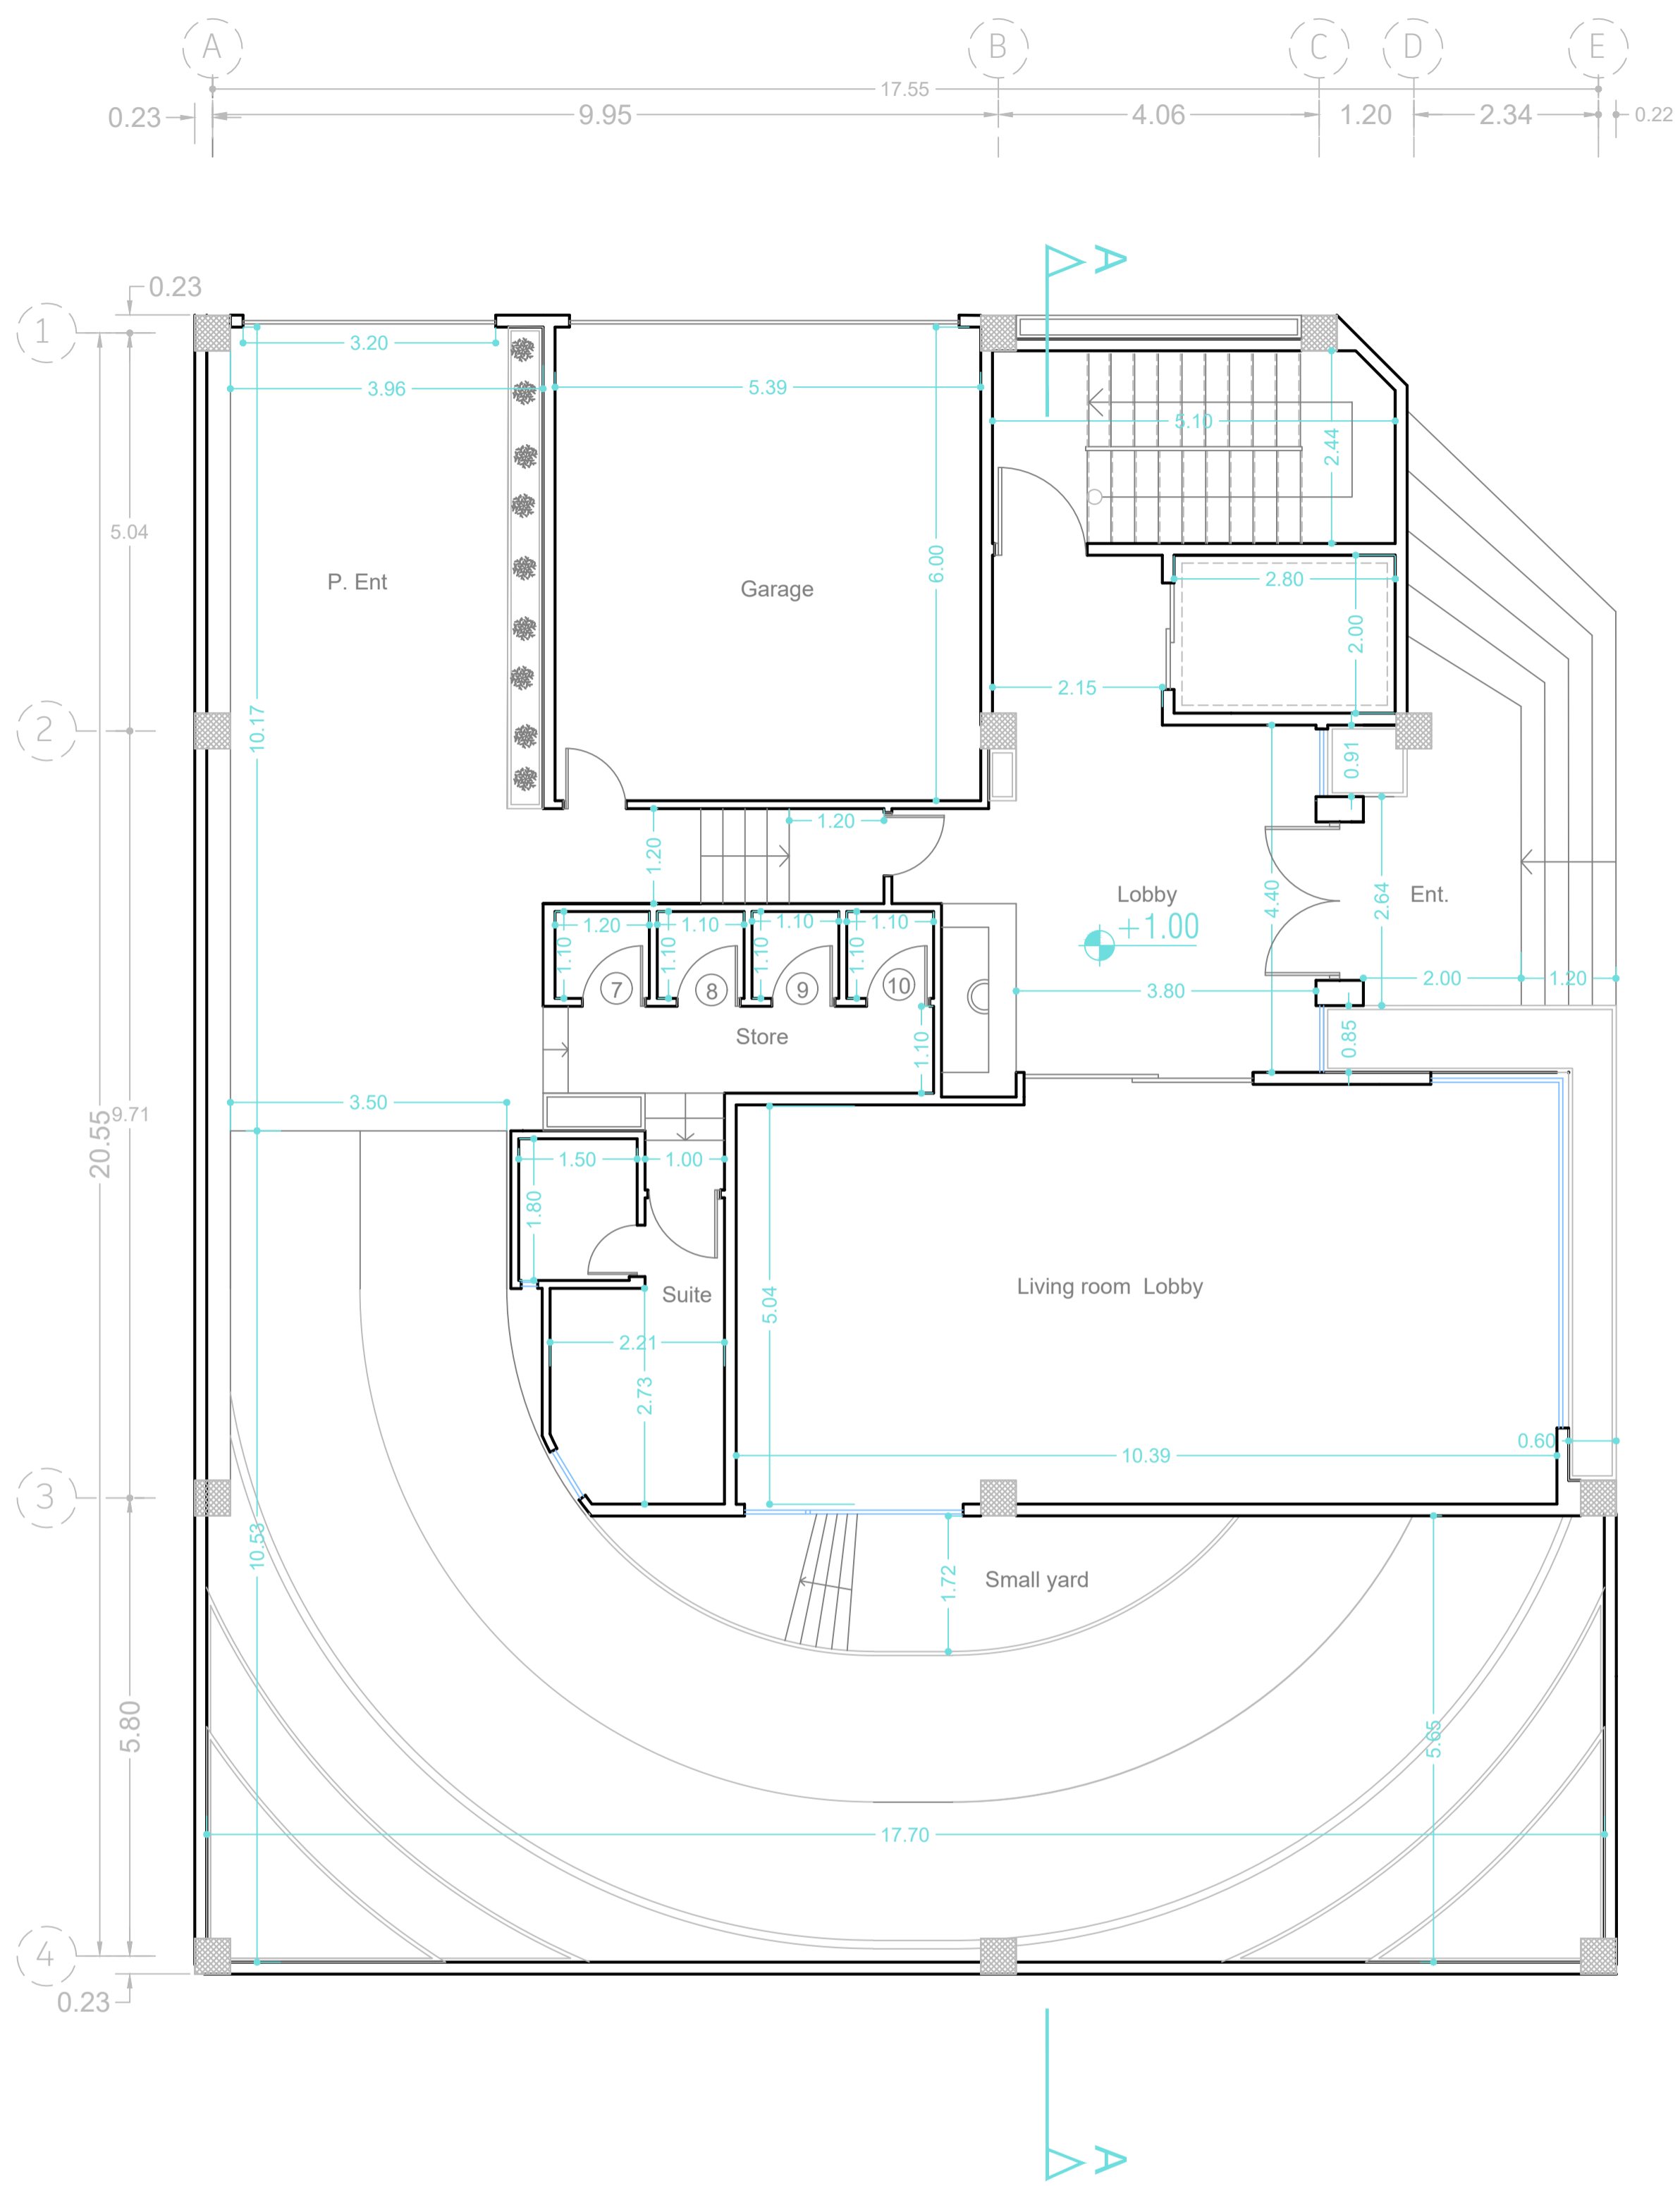 A B C D E
17.55
0.23 9.95 4.06 1.20 2.34 0.22
A
0.23
1
3.20
3.96 5.39
5.10
2.44
5.04
6.00
P. Ent
Garage
2.80
2.00
2.15
2
10.17
0.91
1.20
1.20
Lobby
+1.00
4.40
2.64
Ent.
1.20 1.10 1.10 1.10
1.10 1.10 1.10 1.10
7 8 9 10
3.80
2.00 1.20
Store
1.10
0.85
3.50
9.71
20.55
1.50 1.00
1.80
Suite
Living room Lobby
5.04
2.21
2.73
0.60
10.39
3
10.53
1.72
Small yard
5.80
5.65
17.70
4
0.23
A